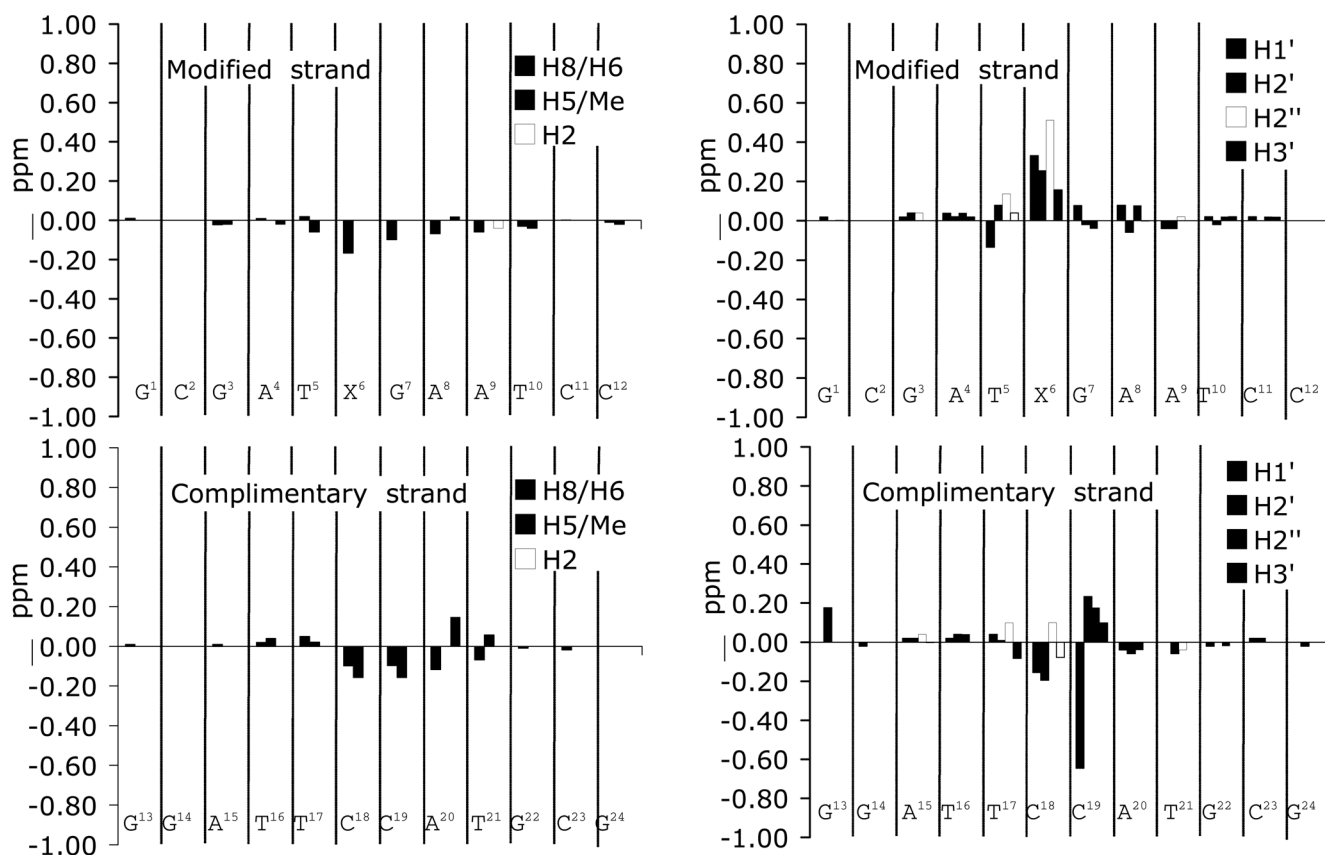 1.00
0.80
0.60
0.40
0.20
0.00
-0.20
-0.40
-0.60
-0.80
-1.00
ppm
Modified strand
H8/H6
H5/Me
H2
G¹ C² G³ A⁴ T⁵ X⁶ G⁷ A⁸ A⁹ T¹⁰ C¹¹ C¹²
1.00
0.80
0.60
0.40
0.20
0.00
-0.20
-0.40
-0.60
-0.80
-1.00
ppm
Modified strand
H1'
H2'
H2''
H3'
G¹ C² G³ A⁴ T⁵ X⁶ G⁷ A⁸ A⁹ T¹⁰ C¹¹ C¹²
1.00
0.80
0.60
0.40
0.20
0.00
-0.20
-0.40
-0.60
-0.80
-1.00
ppm
Complimentary strand
H8/H6
H5/Me
H2
G¹³ G¹⁴ A¹⁵ T¹⁶ T¹⁷ C¹⁸ C¹⁹ A²⁰ T²¹ G²² C²³ G²⁴
1.00
0.80
0.60
0.40
0.20
0.00
-0.20
-0.40
-0.60
-0.80
-1.00
ppm
Complimentary strand
H1'
H2'
H2''
H3'
G¹³ G¹⁴ A¹⁵ T¹⁶ T¹⁷ C¹⁸ C¹⁹ A²⁰ T²¹ G²² C²³ G²⁴